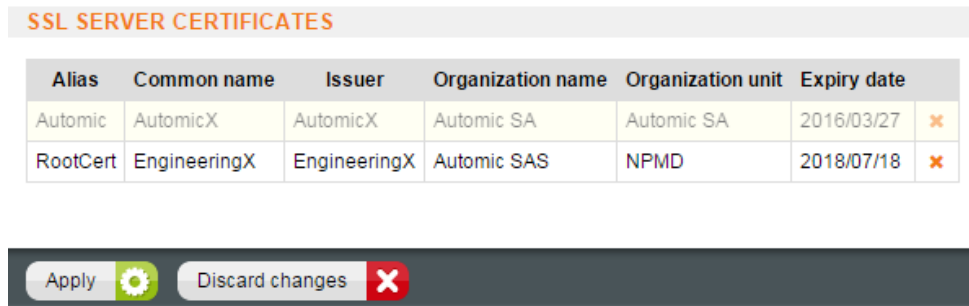 SSL SERVER CERTIFICATES
Alias Common name Issuer Organization name Organization unit Expiry date
Automic AutomicX AutomicX Automic SA Automic SA 2016/03/27
RootCert EngineeringX EngineeringX Automic SAS NPMD 2018/07/18
Apply Discard changes